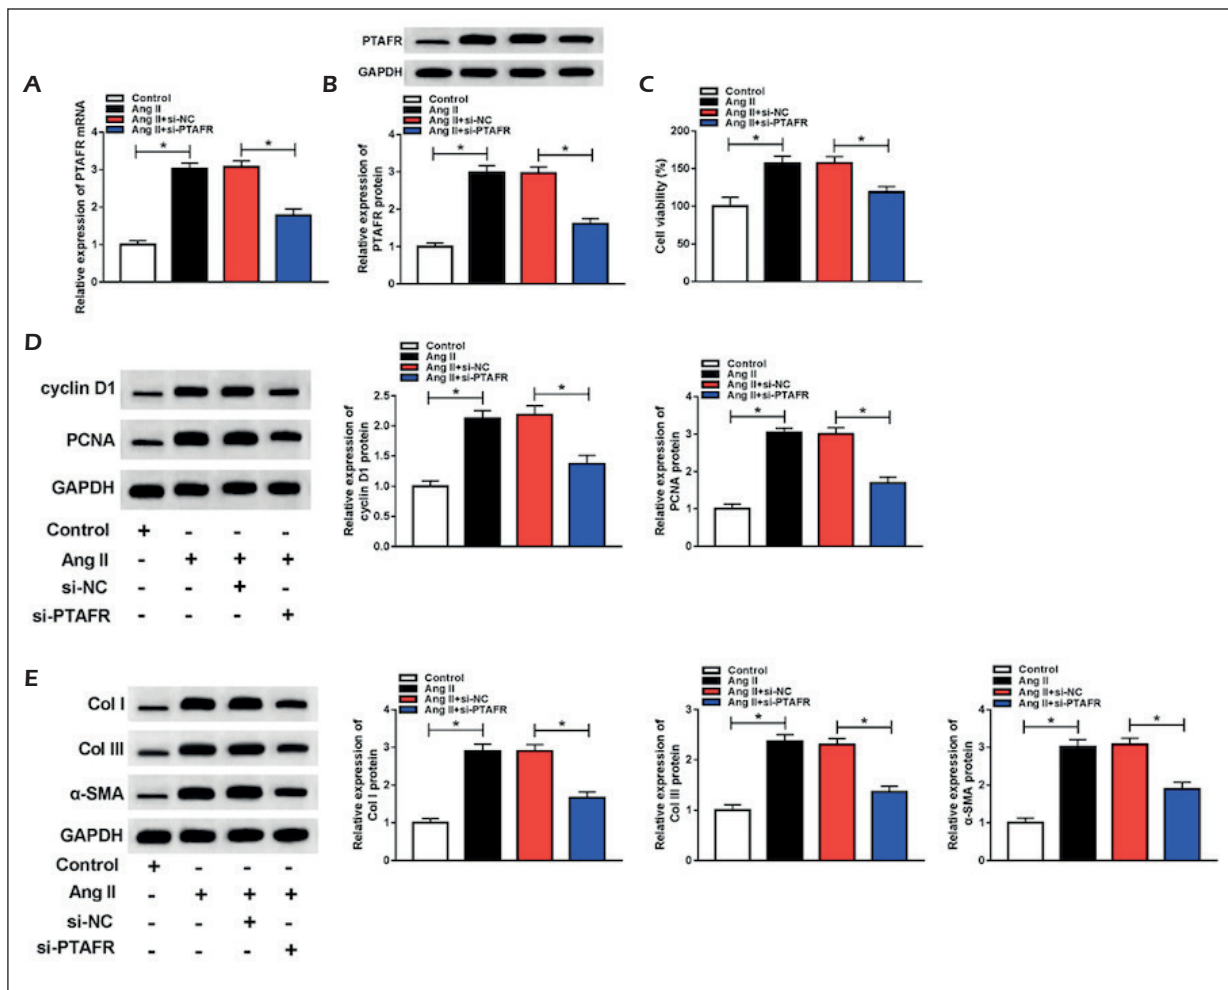 A
Control
Ang II
Ang II+si-NC
Ang II+si-PTAFR
Relative expression of PTAFR mRNA
4
3
2
1
0
*
*
B
PTAFR
GAPDH
Control
Ang II
Ang II+si-NC
Ang II+si-PTAFR
Relative expression of
PTAFR protein
4
3
2
1
0
*
*
C
Control
Ang II
Ang II+si-NC
Ang II+si-PTAFR
Cell viability (%)
200
150
100
50
0
*
*
D
cyclin D1
PCNA
GAPDH
Control + - - -
Ang II - + + +
si-NC - - + -
si-PTAFR - - - +
Control
Ang II
Ang II+si-NC
Ang II+si-PTAFR
Relative expression of
cyclin D1 protein
2.5
2.0
1.5
1.0
0.5
0.0
*
*
Control
Ang II
Ang II+si-NC
Ang II+si-PTAFR
Relative expression of
PCNA protein
4
3
2
1
0
*
*
E
Col I
Col III
α-SMA
GAPDH
Control + - - -
Ang II - + + +
si-NC - - + -
si-PTAFR - - - +
Control
Ang II
Ang II+si-NC
Ang II+si-PTAFR
Relative expression of
Col I protein
4
3
2
1
0
*
*
Control
Ang II
Ang II+si-NC
Ang II+si-PTAFR
Relative expression of
Col III protein
3
2
1
0
*
*
Control
Ang II
Ang II+si-NC
Ang II+si-PTAFR
Relative expression of
α-SMA protein
4
3
2
1
0
*
*